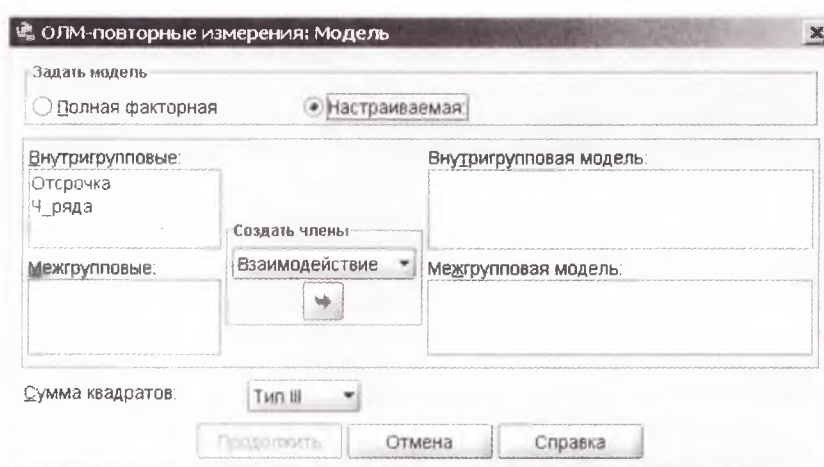 ОЛМ-повторные измерения: Модель
Задать модель
Полная факторная
Настраиваемая
Внутригрупповые:
Внутригрупповая модель:
Отсрочка
Ч_ряда
Создать члены
Взаимодействие
Межгрупповые:
Межгрупповая модель:
Сумма квадратов:
Тип III
Продолжить
Отмена
Справка